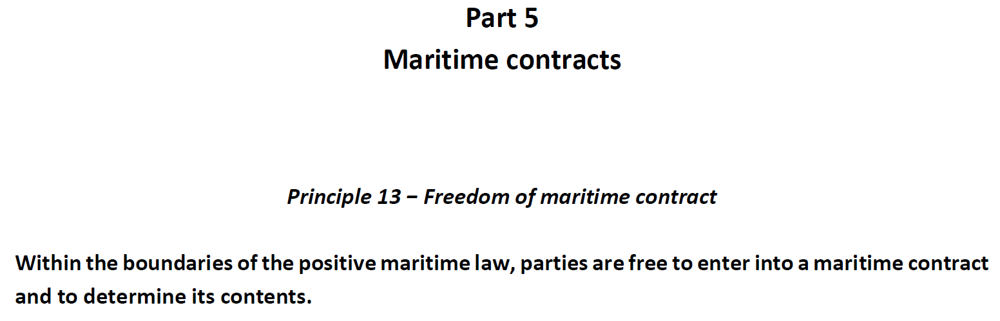 Part 5
Maritime contracts
Principle 13 – Freedom of maritime contract
Within the boundaries of the positive maritime law, parties are free to enter into a maritime contract
and to determine its contents.